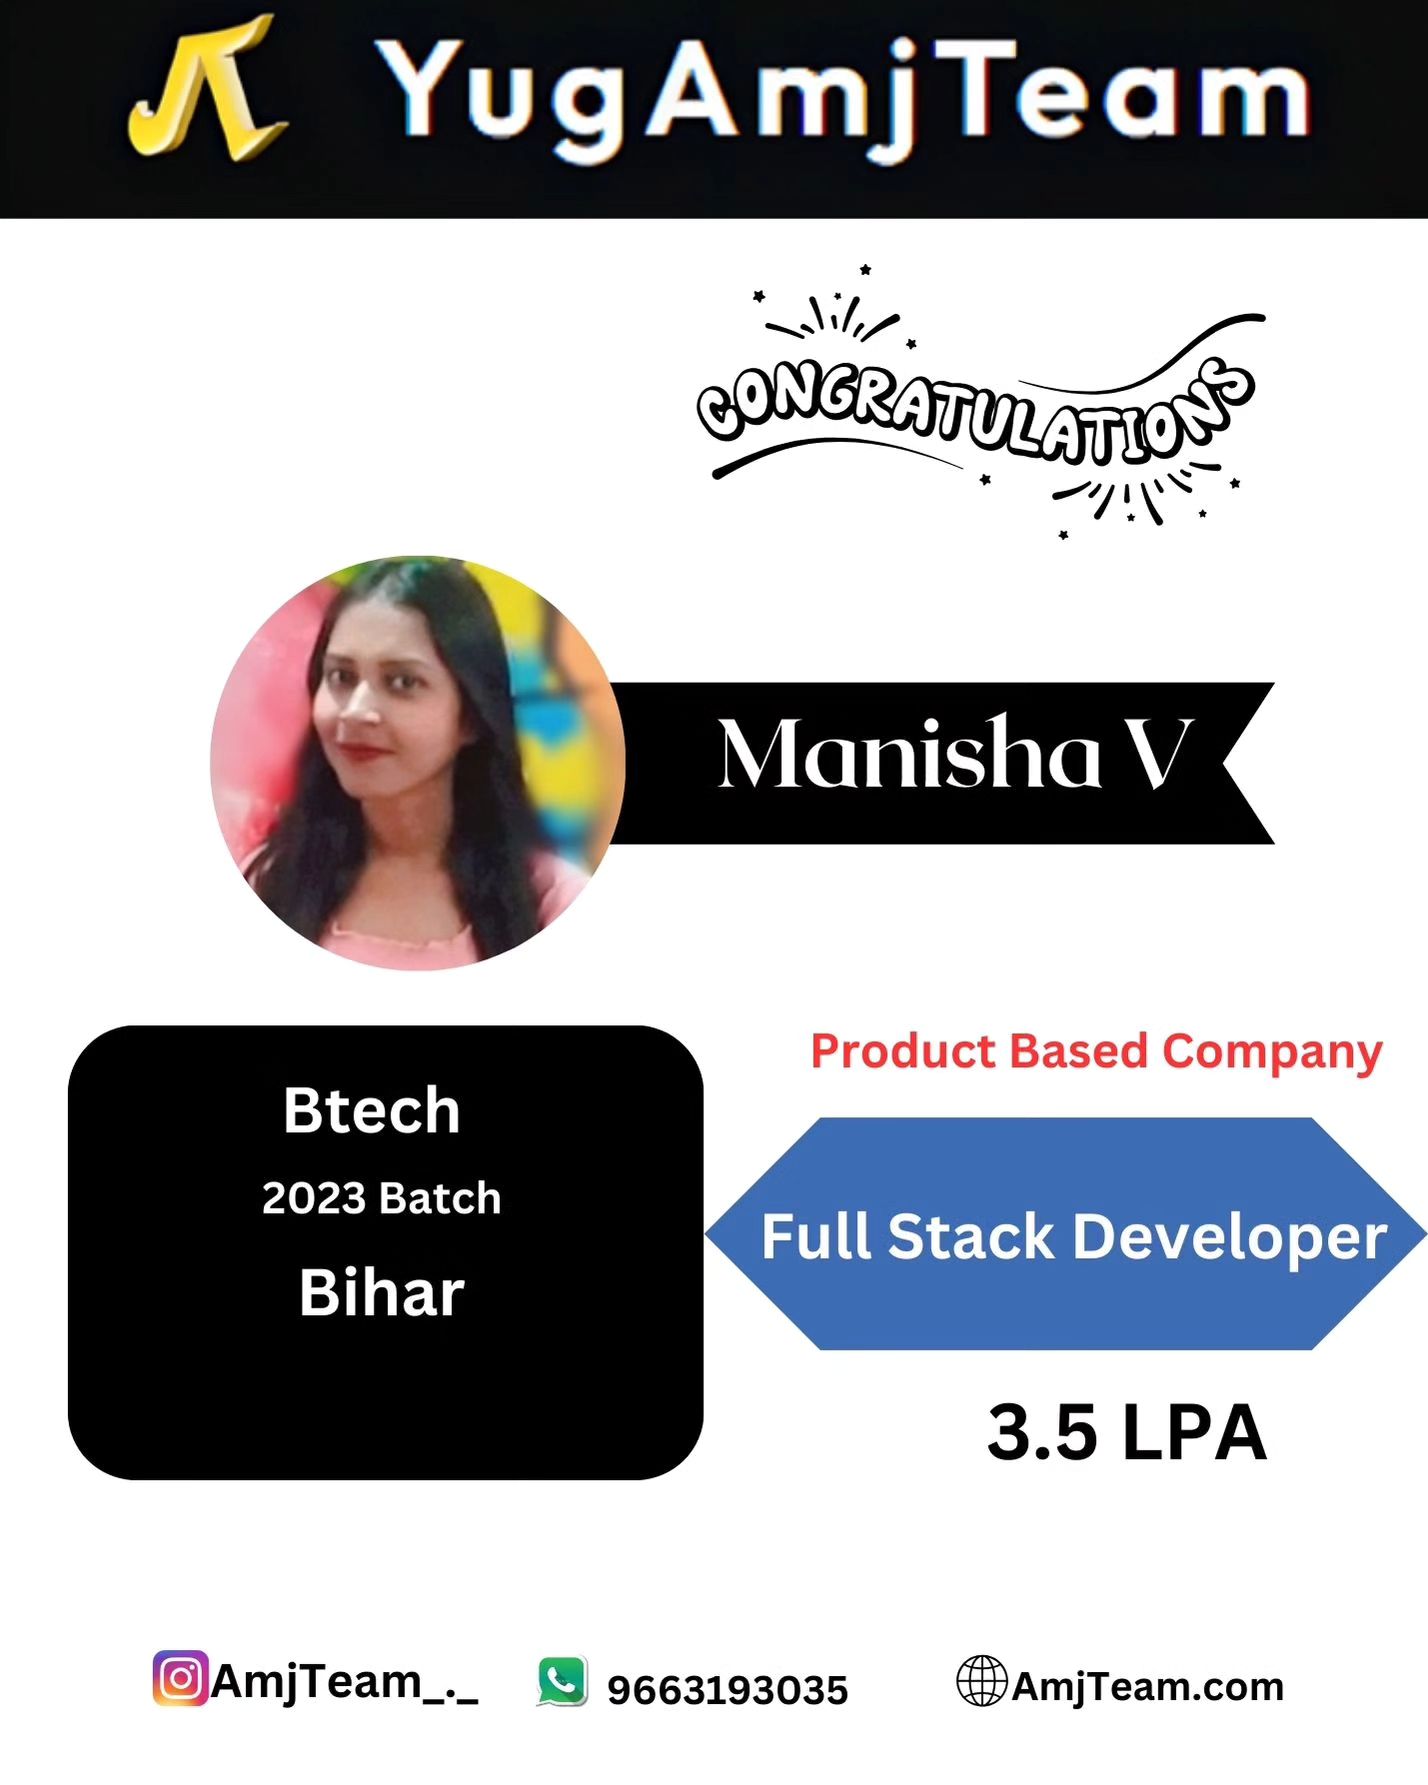 YugAmjTeam
CONGRATULATIONS
Manisha V
Btech
2023 Batch
Bihar
Product Based Company
Full Stack Developer
3.5 LPA
AmjTeam_._
9663193035
AmjTeam.com